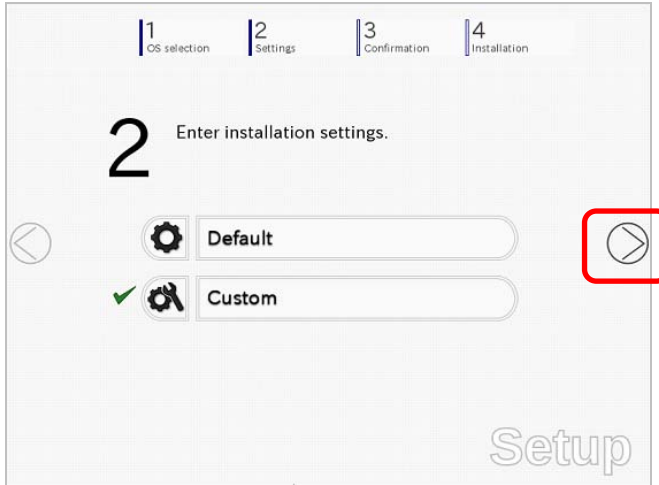 1
OS selection
2
Settings
3
Confirmation
4
Installation
2
Enter installation settings.
Default
Custom
Setup